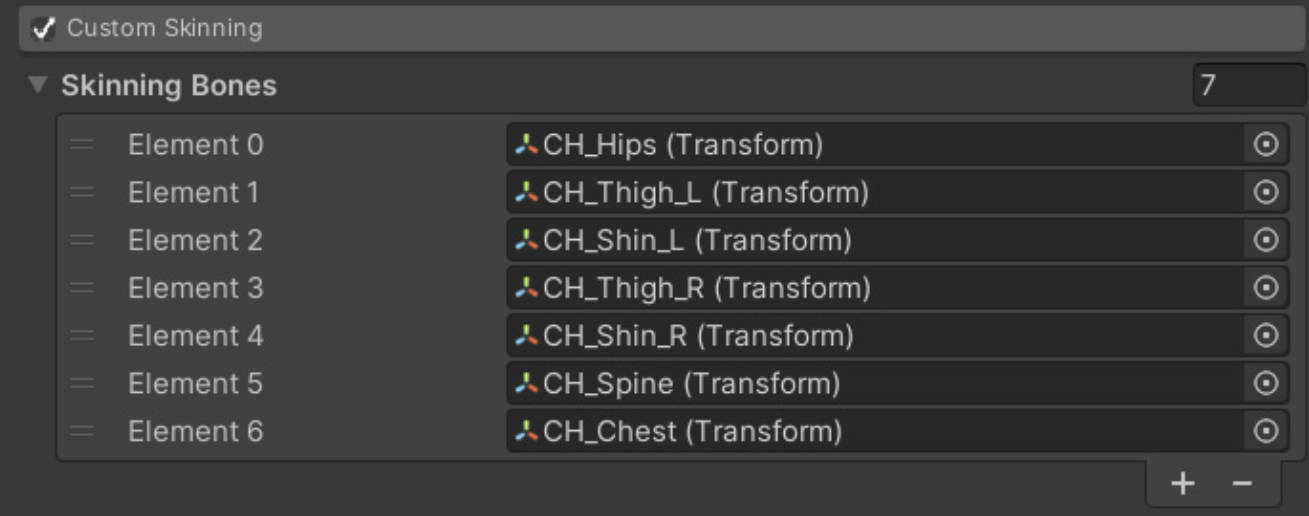 Custom Skinning
Skinning Bones 7
Element 0 CH_Hips (Transform)
Element 1 CH_Thigh_L (Transform)
Element 2 CH_Shin_L (Transform)
Element 3 CH_Thigh_R (Transform)
Element 4 CH_Shin_R (Transform)
Element 5 CH_Spine (Transform)
Element 6 CH_Chest (Transform)
+ −